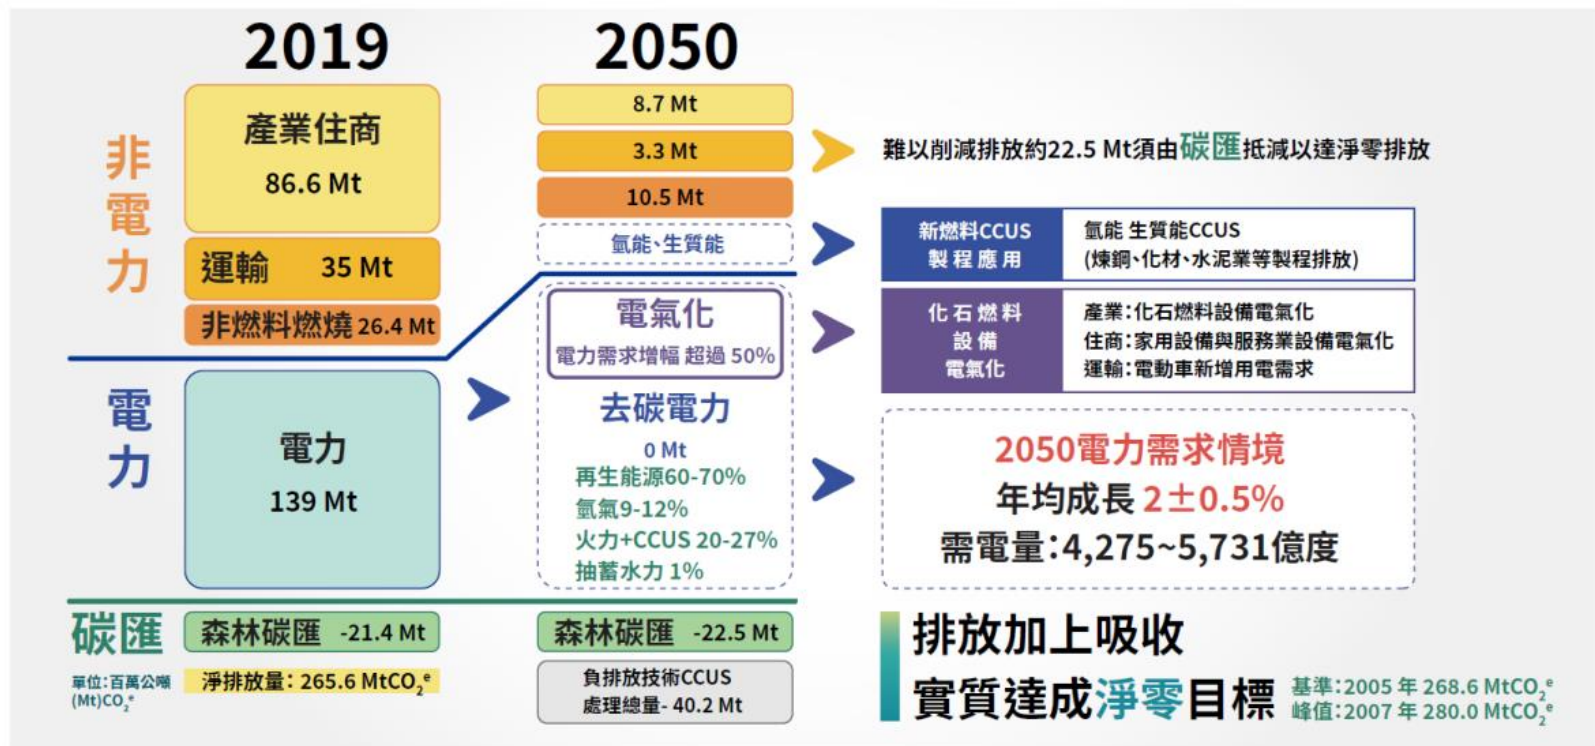 2019
2050
非電力
產業住商
86.6 Mt
運輸 35 Mt
非燃料燃燒 26.4 Mt
8.7 Mt
3.3 Mt
10.5 Mt
氫能、生質能
難以削減排放約22.5 Mt須由碳匯抵減以達淨零排放
新燃料CCUS
製程應用
氫能 生質能CCUS
(煉鋼、化材、水泥業等製程排放)
電力
電力
139 Mt
電氣化
電力需求增幅 超過 50%
去碳電力
0 Mt
再生能源60-70%
氫氣9-12%
火力+CCUS 20-27%
抽蓄水力 1%
化石燃料
設備
電氣化
產業:化石燃料設備電氣化
住商:家用設備與服務業設備電氣化
運輸:電動車新增用電需求
2050電力需求情境
年均成長 2±0.5%
需電量:4,275~5,731億度
碳匯
單位:百萬公噸
(Mt)CO₂ᵉ
森林碳匯 -21.4 Mt
淨排放量: 265.6 MtCO₂ᵉ
森林碳匯 -22.5 Mt
負排放技術CCUS
處理總量- 40.2 Mt
排放加上吸收
實質達成淨零目標
基準:2005 年 268.6 MtCO₂ᵉ
峰值:2007 年 280.0 MtCO₂ᵉ